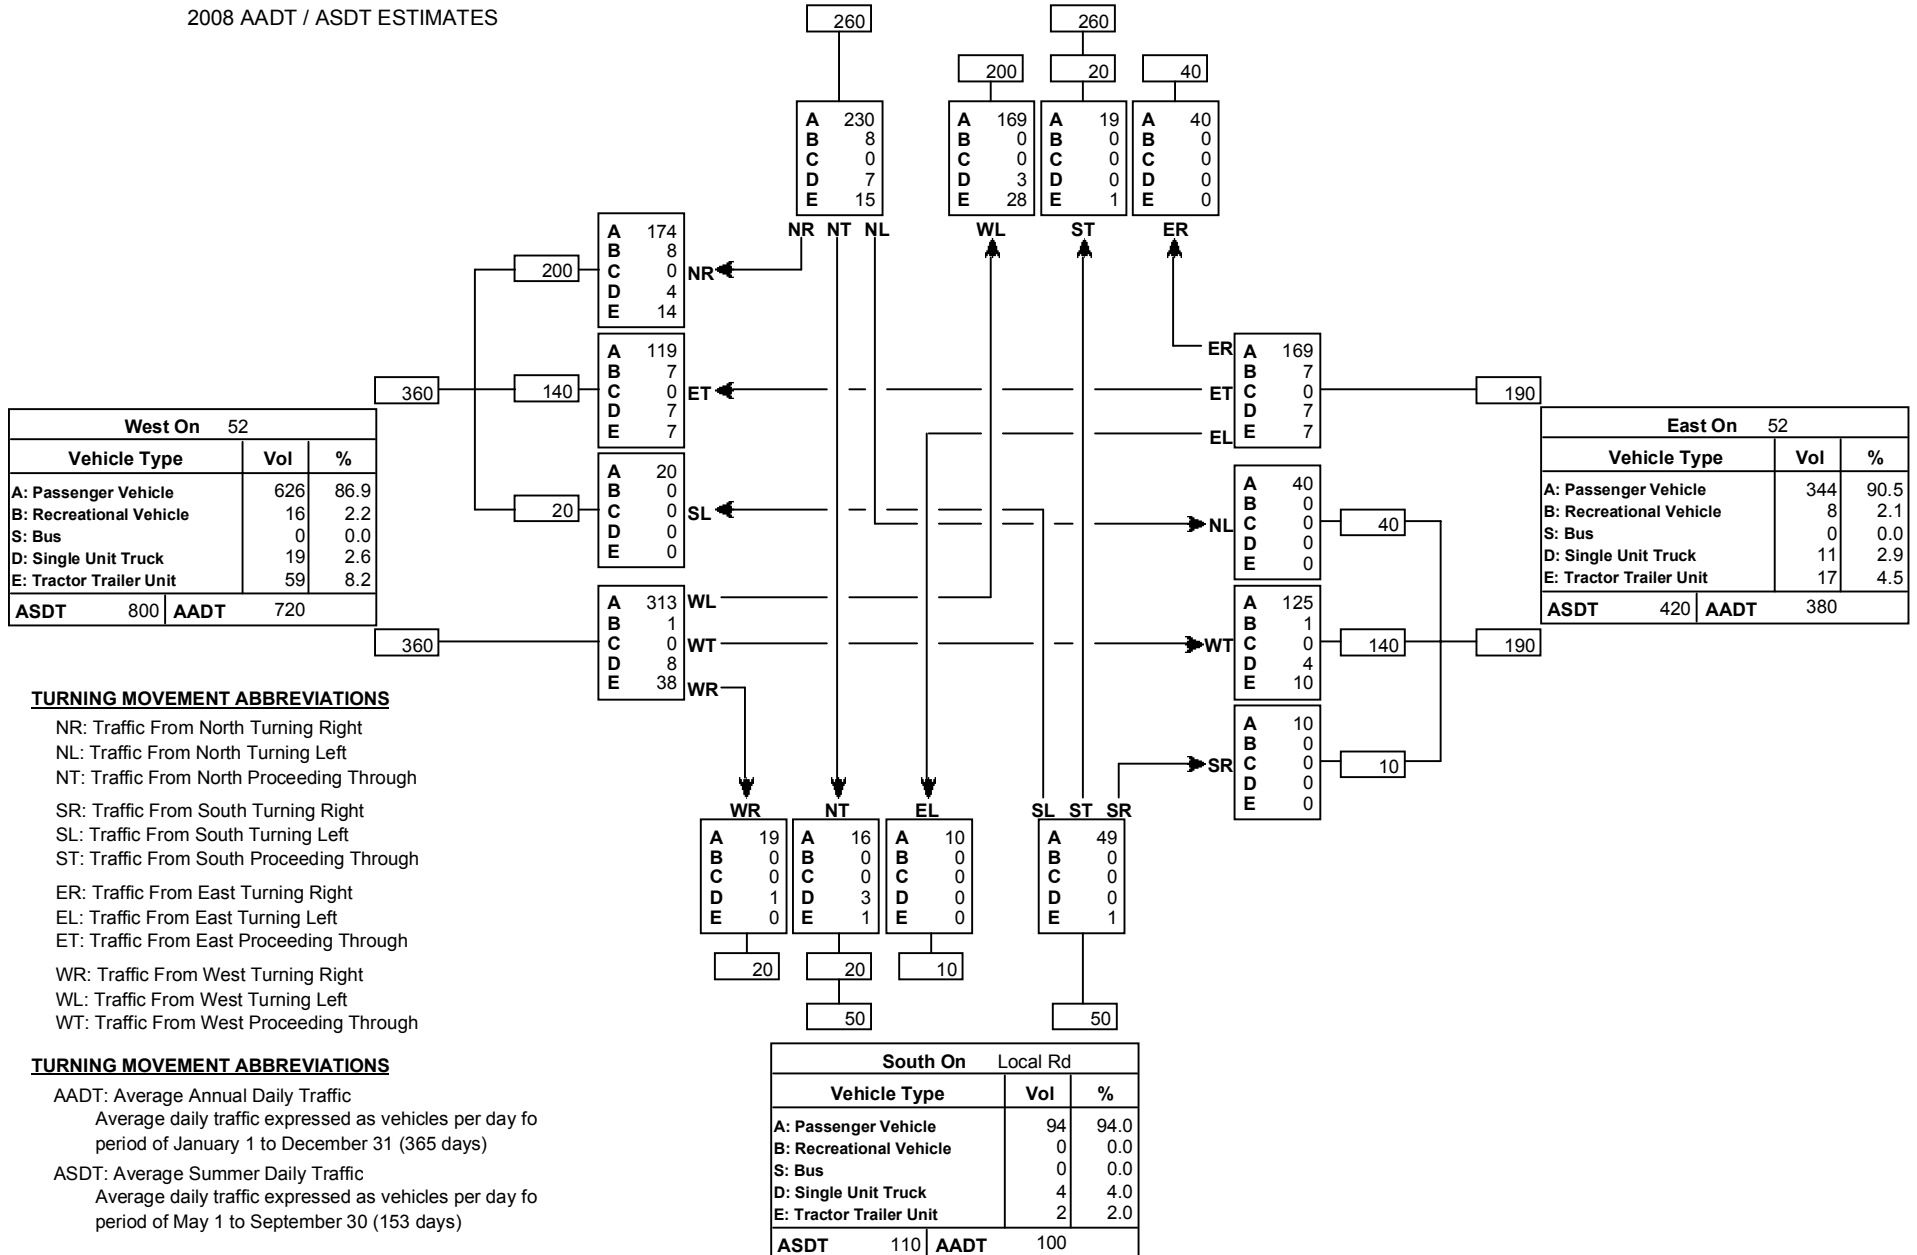 2008 AADT / ASDT ESTIMATES
260
260
200
20
40
A 230
B 8
C 0
D 7
E 15
A 169
B 0
C 0
D 3
E 28
A 19
B 0
C 0
D 0
E 1
A 40
B 0
C 0
D 0
E 0
NR NT NL
WL
ST
ER
200
A 174
B 8
C 0
D 4
E 14
NR
360
140
A 119
B 7
C 0
D 7
E 7
ET
20
A 20
B 0
C 0
D 0
E 0
SL
ER
ET
EL
A 169
B 7
C 0
D 7
E 7
190
West On 52
Vehicle Type Vol %
A: Passenger Vehicle 626 86.9
B: Recreational Vehicle 16 2.2
S: Bus 0 0.0
D: Single Unit Truck 19 2.6
E: Tractor Trailer Unit 59 8.2
ASDT 800 AADT 720
East On 52
Vehicle Type Vol %
A: Passenger Vehicle 344 90.5
B: Recreational Vehicle 8 2.1
S: Bus 0 0.0
D: Single Unit Truck 11 2.9
E: Tractor Trailer Unit 17 4.5
ASDT 420 AADT 380
NL
A 40
B 0
C 0
D 0
E 0
40
360
A 313
B 1
C 0
D 8
E 38
WL
WT
WR
WT
A 125
B 1
C 0
D 4
E 10
140
190
SR
A 10
B 0
C 0
D 0
E 0
10
TURNING MOVEMENT ABBREVIATIONS
NR: Traffic From North Turning Right
NL: Traffic From North Turning Left
NT: Traffic From North Proceeding Through
SR: Traffic From South Turning Right
SL: Traffic From South Turning Left
ST: Traffic From South Proceeding Through
ER: Traffic From East Turning Right
EL: Traffic From East Turning Left
ET: Traffic From East Proceeding Through
WR: Traffic From West Turning Right
WL: Traffic From West Turning Left
WT: Traffic From West Proceeding Through
TURNING MOVEMENT ABBREVIATIONS
AADT: Average Annual Daily Traffic
Average daily traffic expressed as vehicles per day fo
period of January 1 to December 31 (365 days)
ASDT: Average Summer Daily Traffic
Average daily traffic expressed as vehicles per day fo
period of May 1 to September 30 (153 days)
WR
NT
EL
SL ST SR
A 19
B 0
C 0
D 1
E 0
A 16
B 0
C 0
D 3
E 1
A 10
B 0
C 0
D 0
E 0
A 49
B 0
C 0
D 0
E 1
20
20
10
50
50
South On Local Rd
Vehicle Type Vol %
A: Passenger Vehicle 94 94.0
B: Recreational Vehicle 0 0.0
S: Bus 0 0.0
D: Single Unit Truck 4 4.0
E: Tractor Trailer Unit 2 2.0
ASDT 110 AADT 100